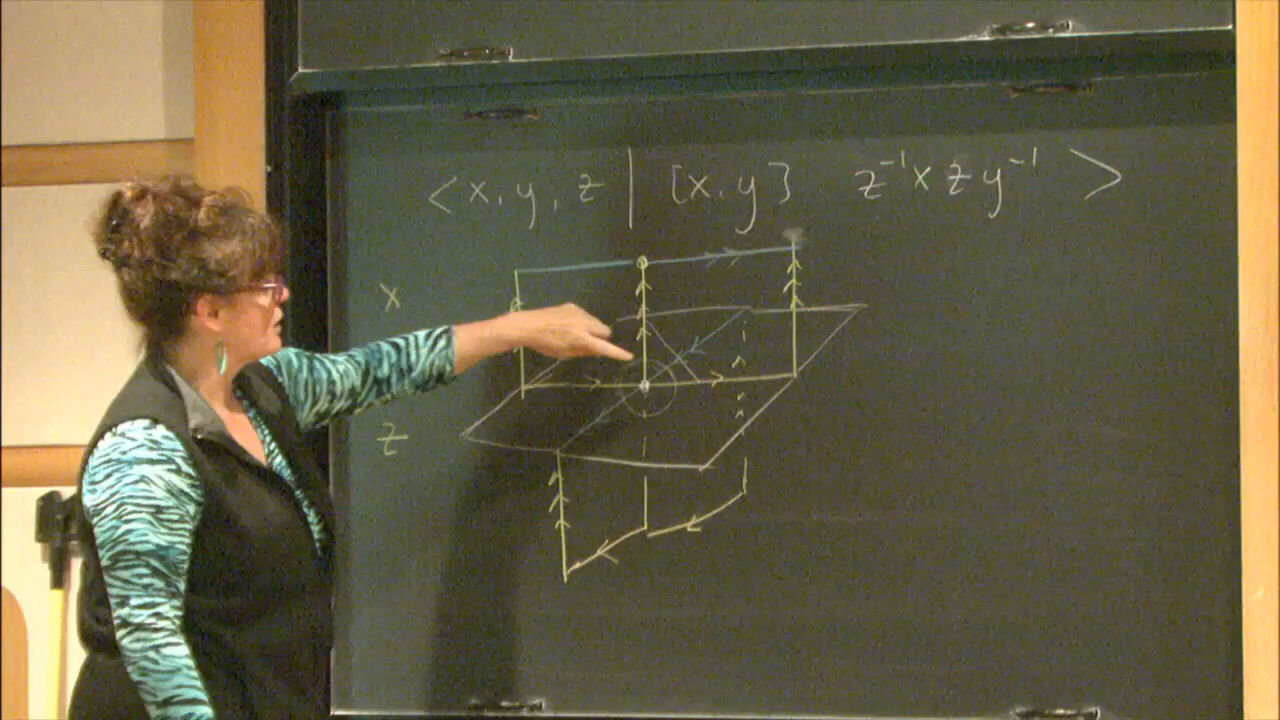 < x, y, z | [x, y] z⁻¹ x z y⁻¹ >
x
z